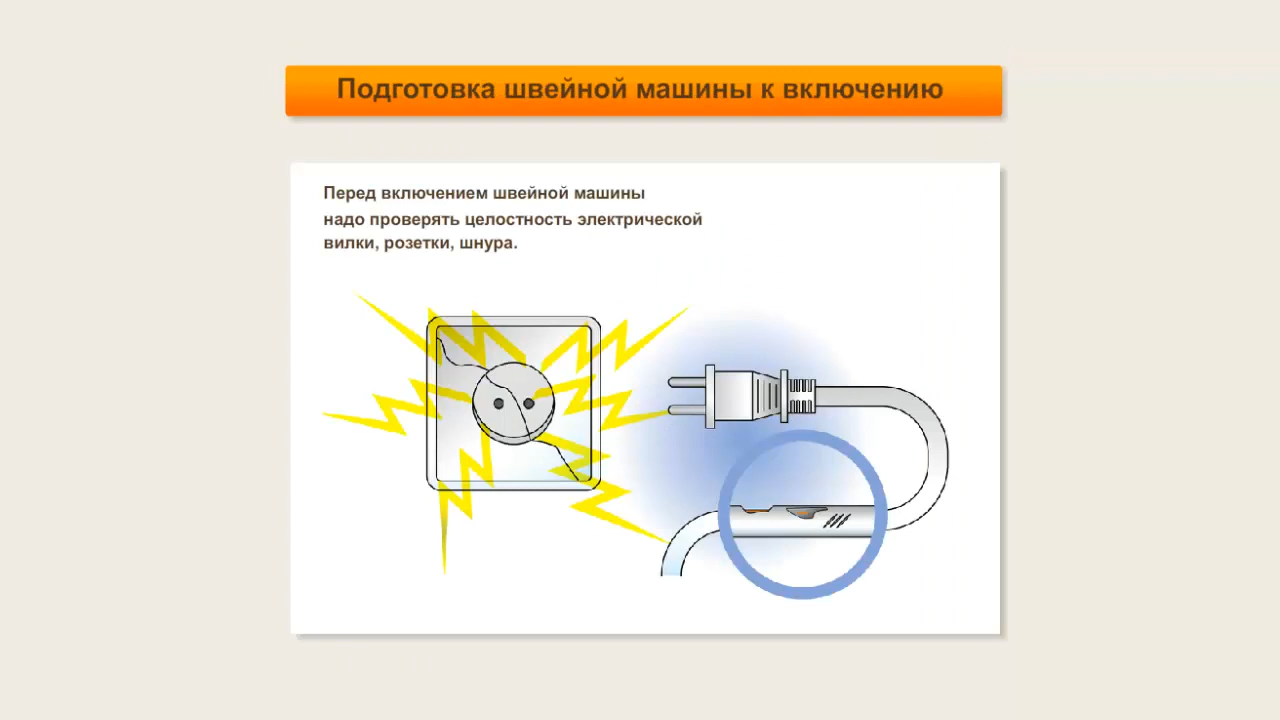 Подготовка швейной машины к включению
Перед включением швейной машины
надо проверять целостность электрической
вилки, розетки, шнура.